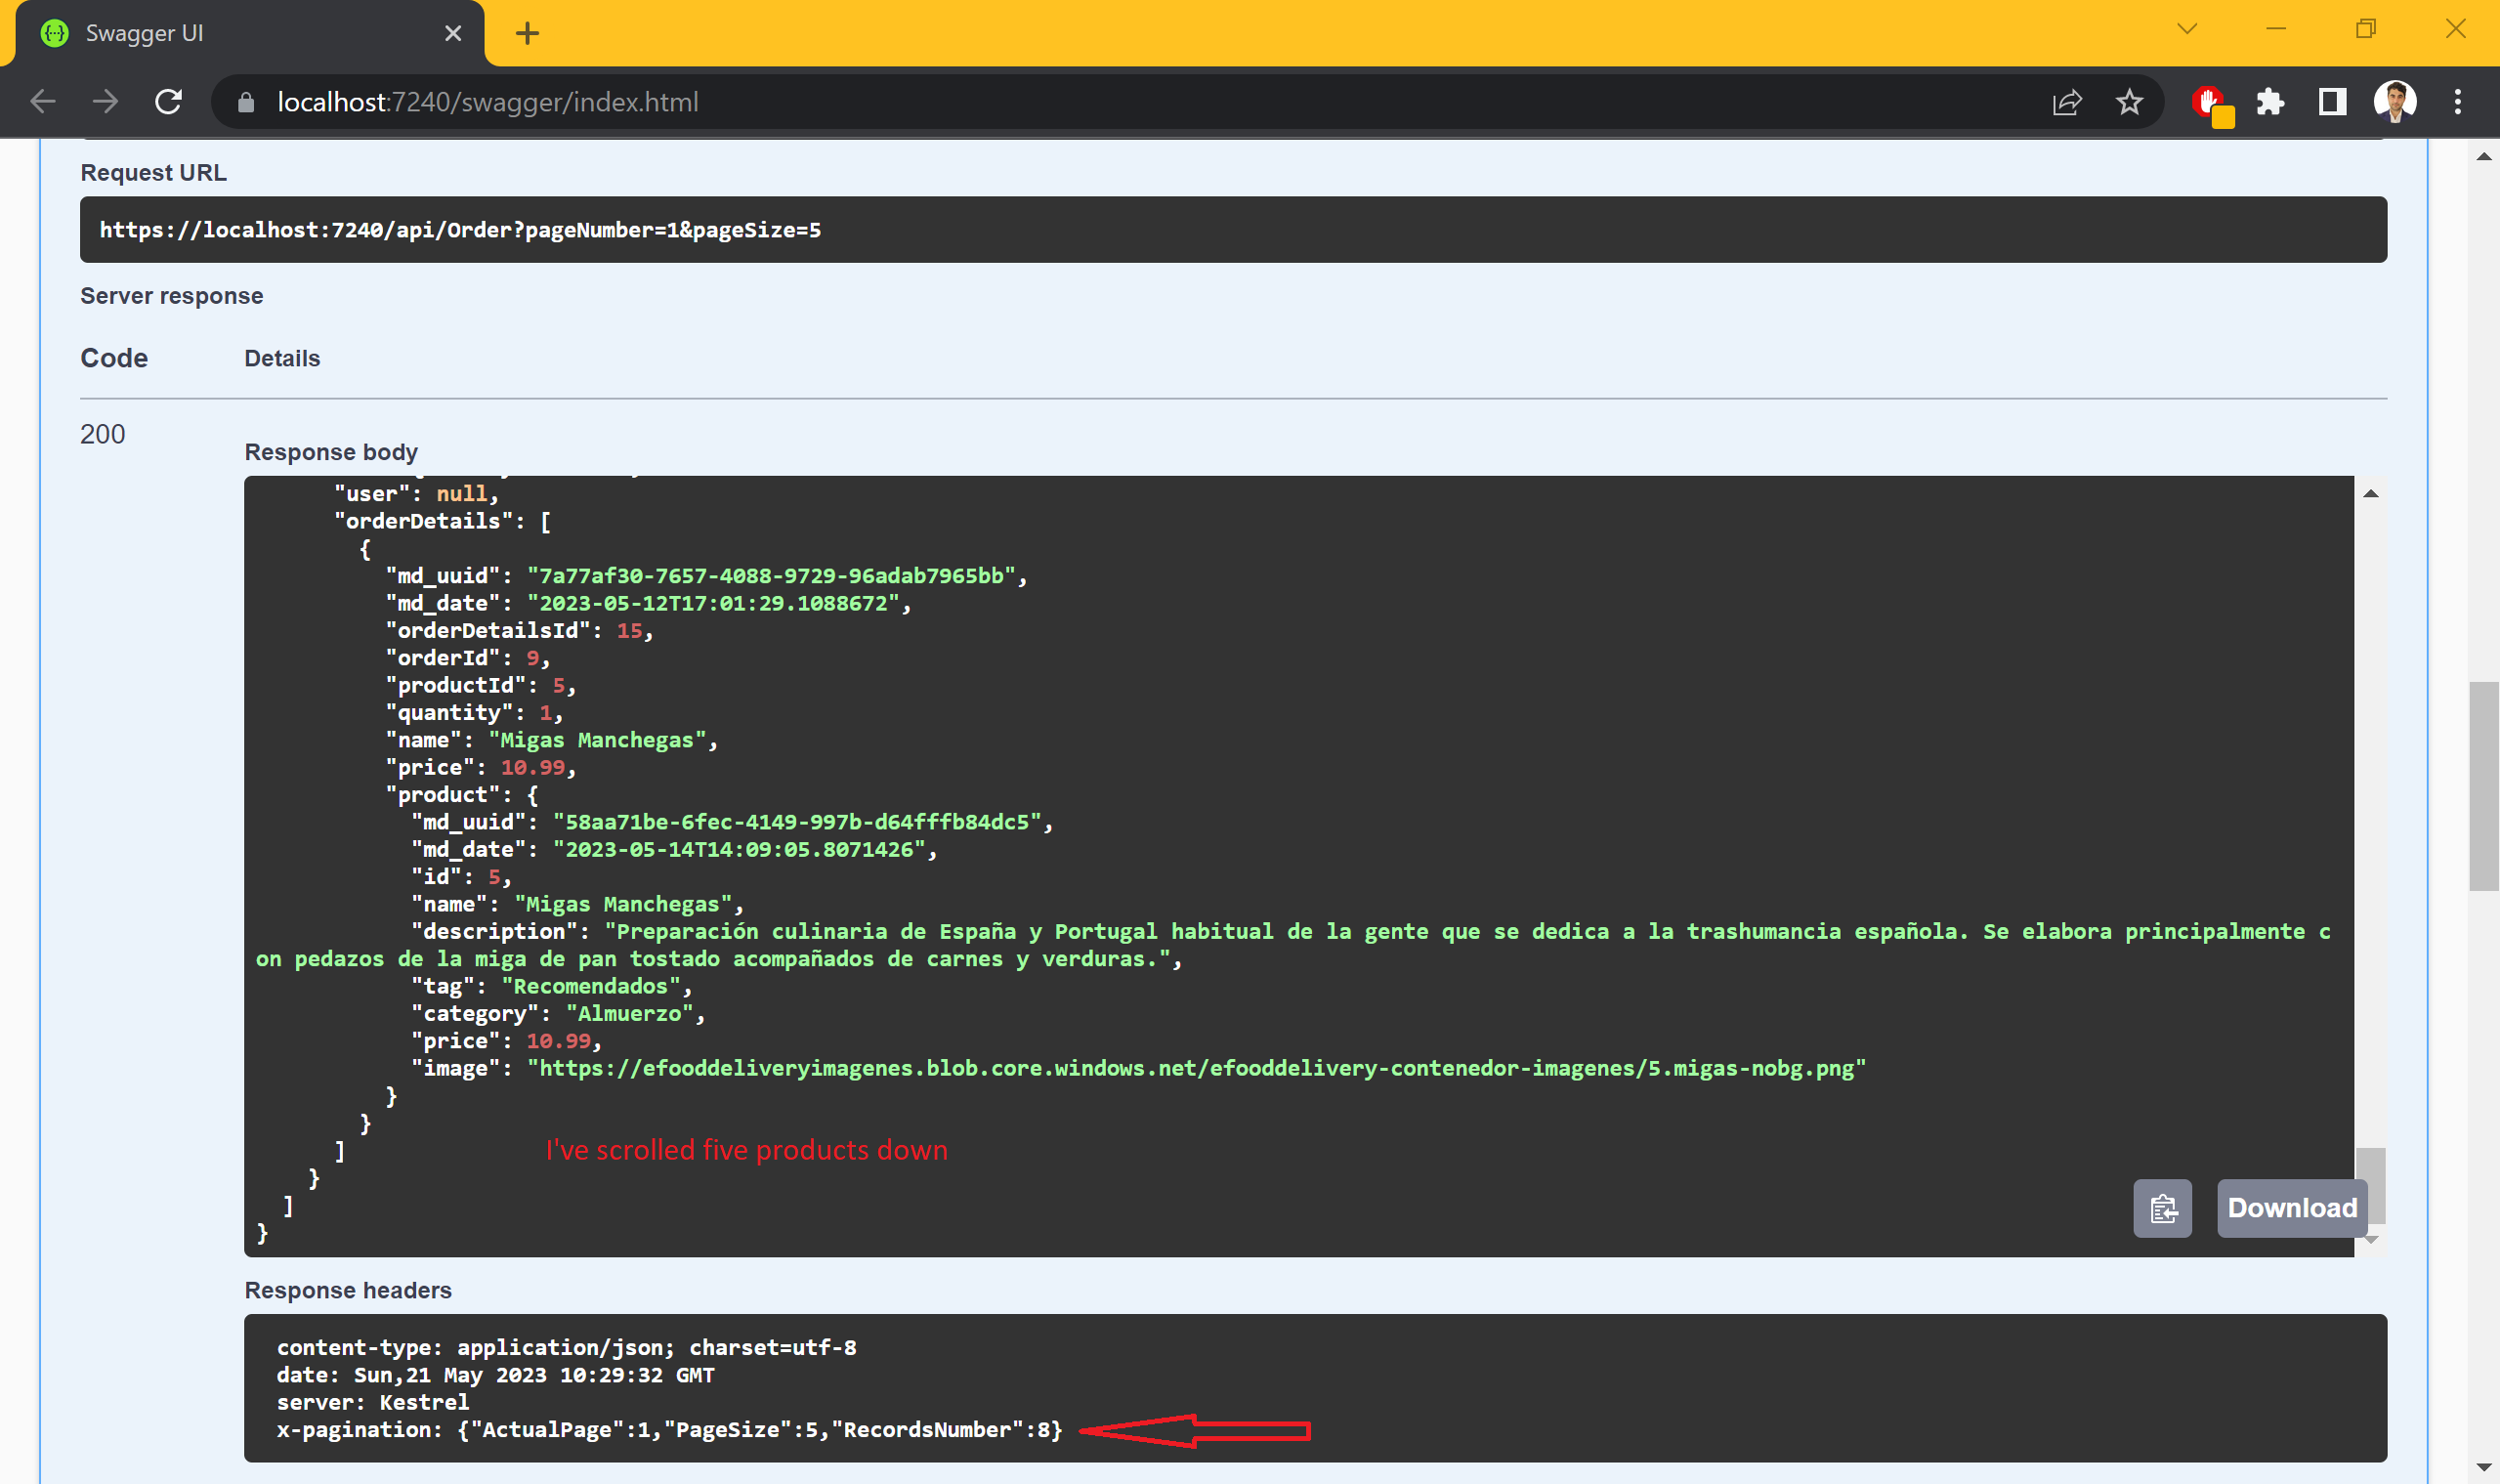 Swagger UI
localhost:7240/swagger/index.html
Request URL
https://localhost:7240/api/Order?pageNumber=1&pageSize=5
Server response
Code Details
200
Response body
"user": null,
"orderDetails": [
{
"md_uuid": "7a77af30-7657-4088-9729-96adab7965bb",
"md_date": "2023-05-12T17:01:29.1088672",
"orderDetailsId": 15,
"orderId": 9,
"productId": 5,
"quantity": 1,
"name": "Migas Manchegas",
"price": 10.99,
"product": {
"md_uuid": "58aa71be-6fec-4149-997b-d64fffb84dc5",
"md_date": "2023-05-14T14:09:05.8071426",
"id": 5,
"name": "Migas Manchegas",
"description": "Preparación culinaria de España y Portugal habitual de la gente que se dedica a la trashumancia española. Se elabora principalmente c
on pedazos de la miga de pan tostado acompañados de carnes y verduras.",
"tag": "Recomendados",
"category": "Almuerzo",
"price": 10.99,
"image": "https://efooddeliveryimagenes.blob.core.windows.net/efooddelivery-contenedor-imagenes/5.migas-nobg.png"
}
}
]
I've scrolled five products down
}
]
}
Download
Response headers
content-type: application/json; charset=utf-8
date: Sun,21 May 2023 10:29:32 GMT
server: Kestrel
x-pagination: {"ActualPage":1,"PageSize":5,"RecordsNumber":8}